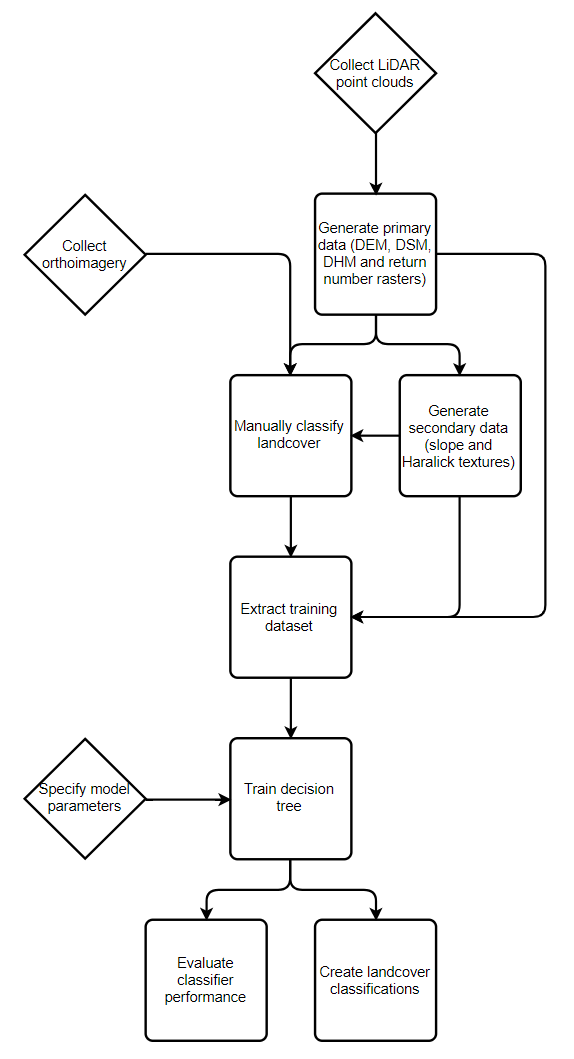 Collect LiDAR
point clouds
Generate primary
data (DEM, DSM,
DHM and return
number rasters)
Collect
orthoimagery
Manually classify
landcover
Generate
secondary data
(slope and
Haralick textures)
Extract training
dataset
Specify model
parameters
Train decision
tree
Evaluate
classifier
performance
Create landcover
classifications